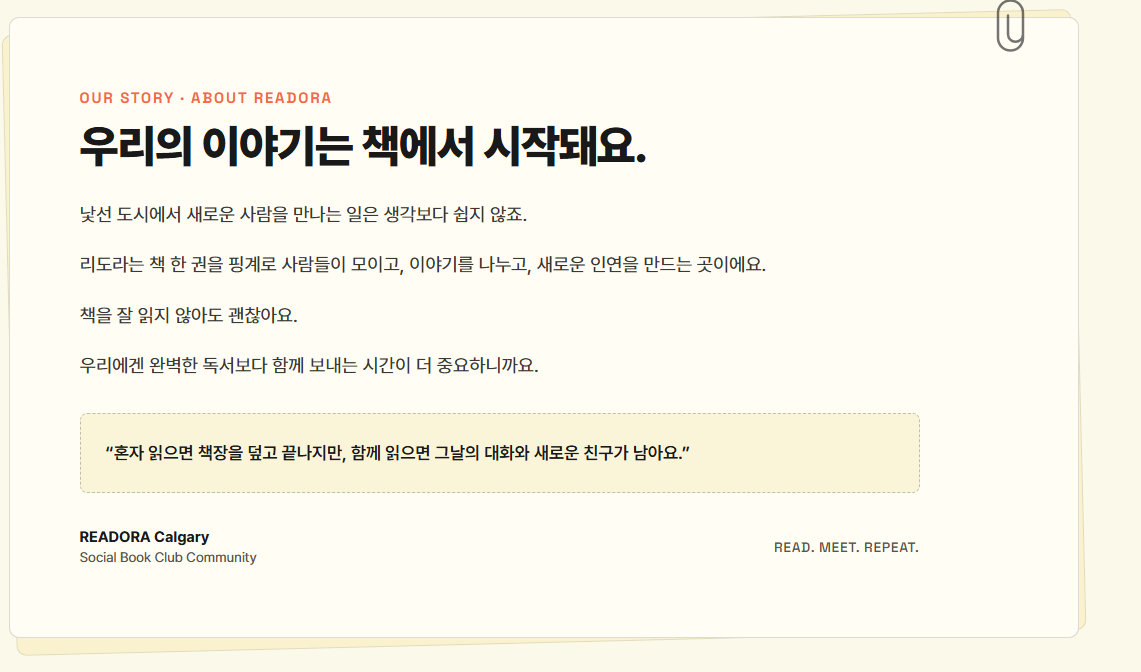 OUR STORY · ABOUT READORA
우리의 이야기는 책에서 시작돼요.
낯선 도시에서 새로운 사람을 만나는 일은 생각보다 쉽지 않죠.
리도라는 책 한 권을 핑계로 사람들이 모이고, 이야기를 나누고, 새로운 인연을 만드는 곳이에요.
책을 잘 읽지 않아도 괜찮아요.
우리에겐 완벽한 독서보다 함께 보내는 시간이 더 중요하니까요.
“혼자 읽으면 책장을 덮고 끝나지만, 함께 읽으면 그날의 대화와 새로운 친구가 남아요.”
READORA Calgary
Social Book Club Community
READ. MEET. REPEAT.